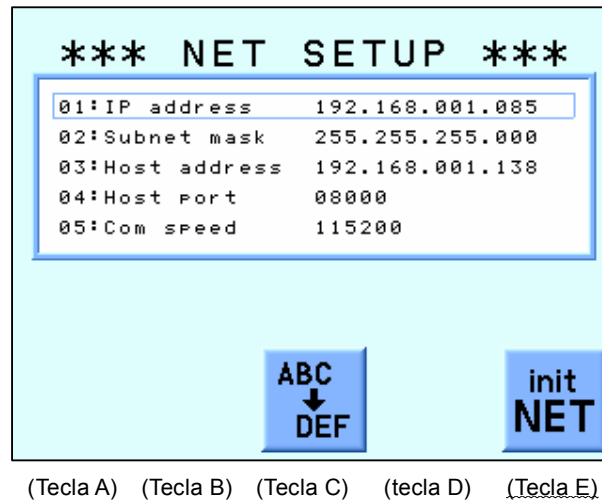 *** NET SETUP ***
01:IP address 192.168.001.085
02:Subnet mask 255.255.255.000
03:Host address 192.168.001.138
04:Host port 08000
05:Com speed 115200
ABC
DEF
init
NET
(Tecla A) (Tecla B) (Tecla C) (tecla D) (Tecla E)